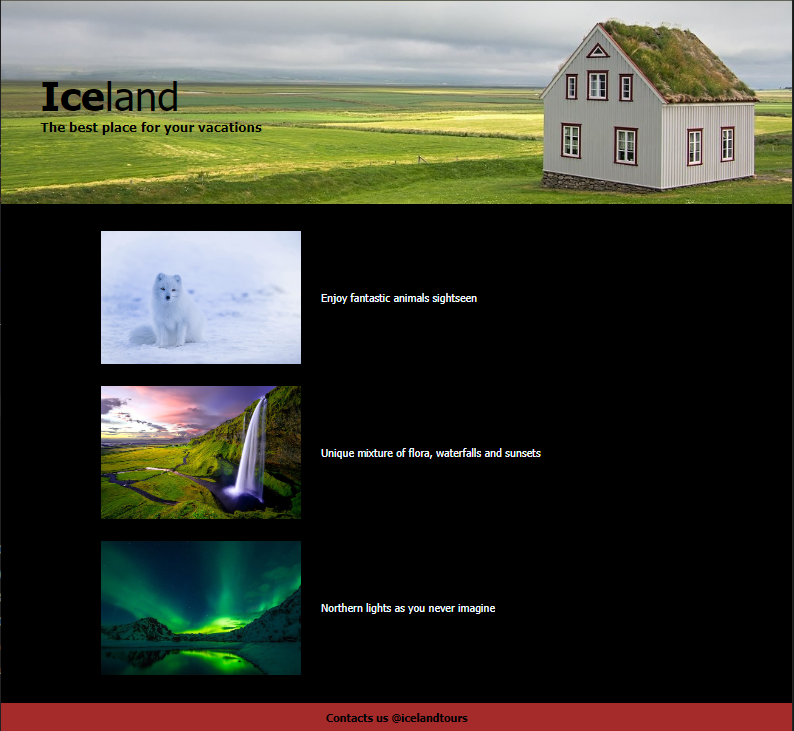 Iceland
The best place for your vacations
Enjoy fantastic animals sightseen
Unique mixture of flora, waterfalls and sunsets
Northern lights as you never imagine
Contacts us @icelandtours